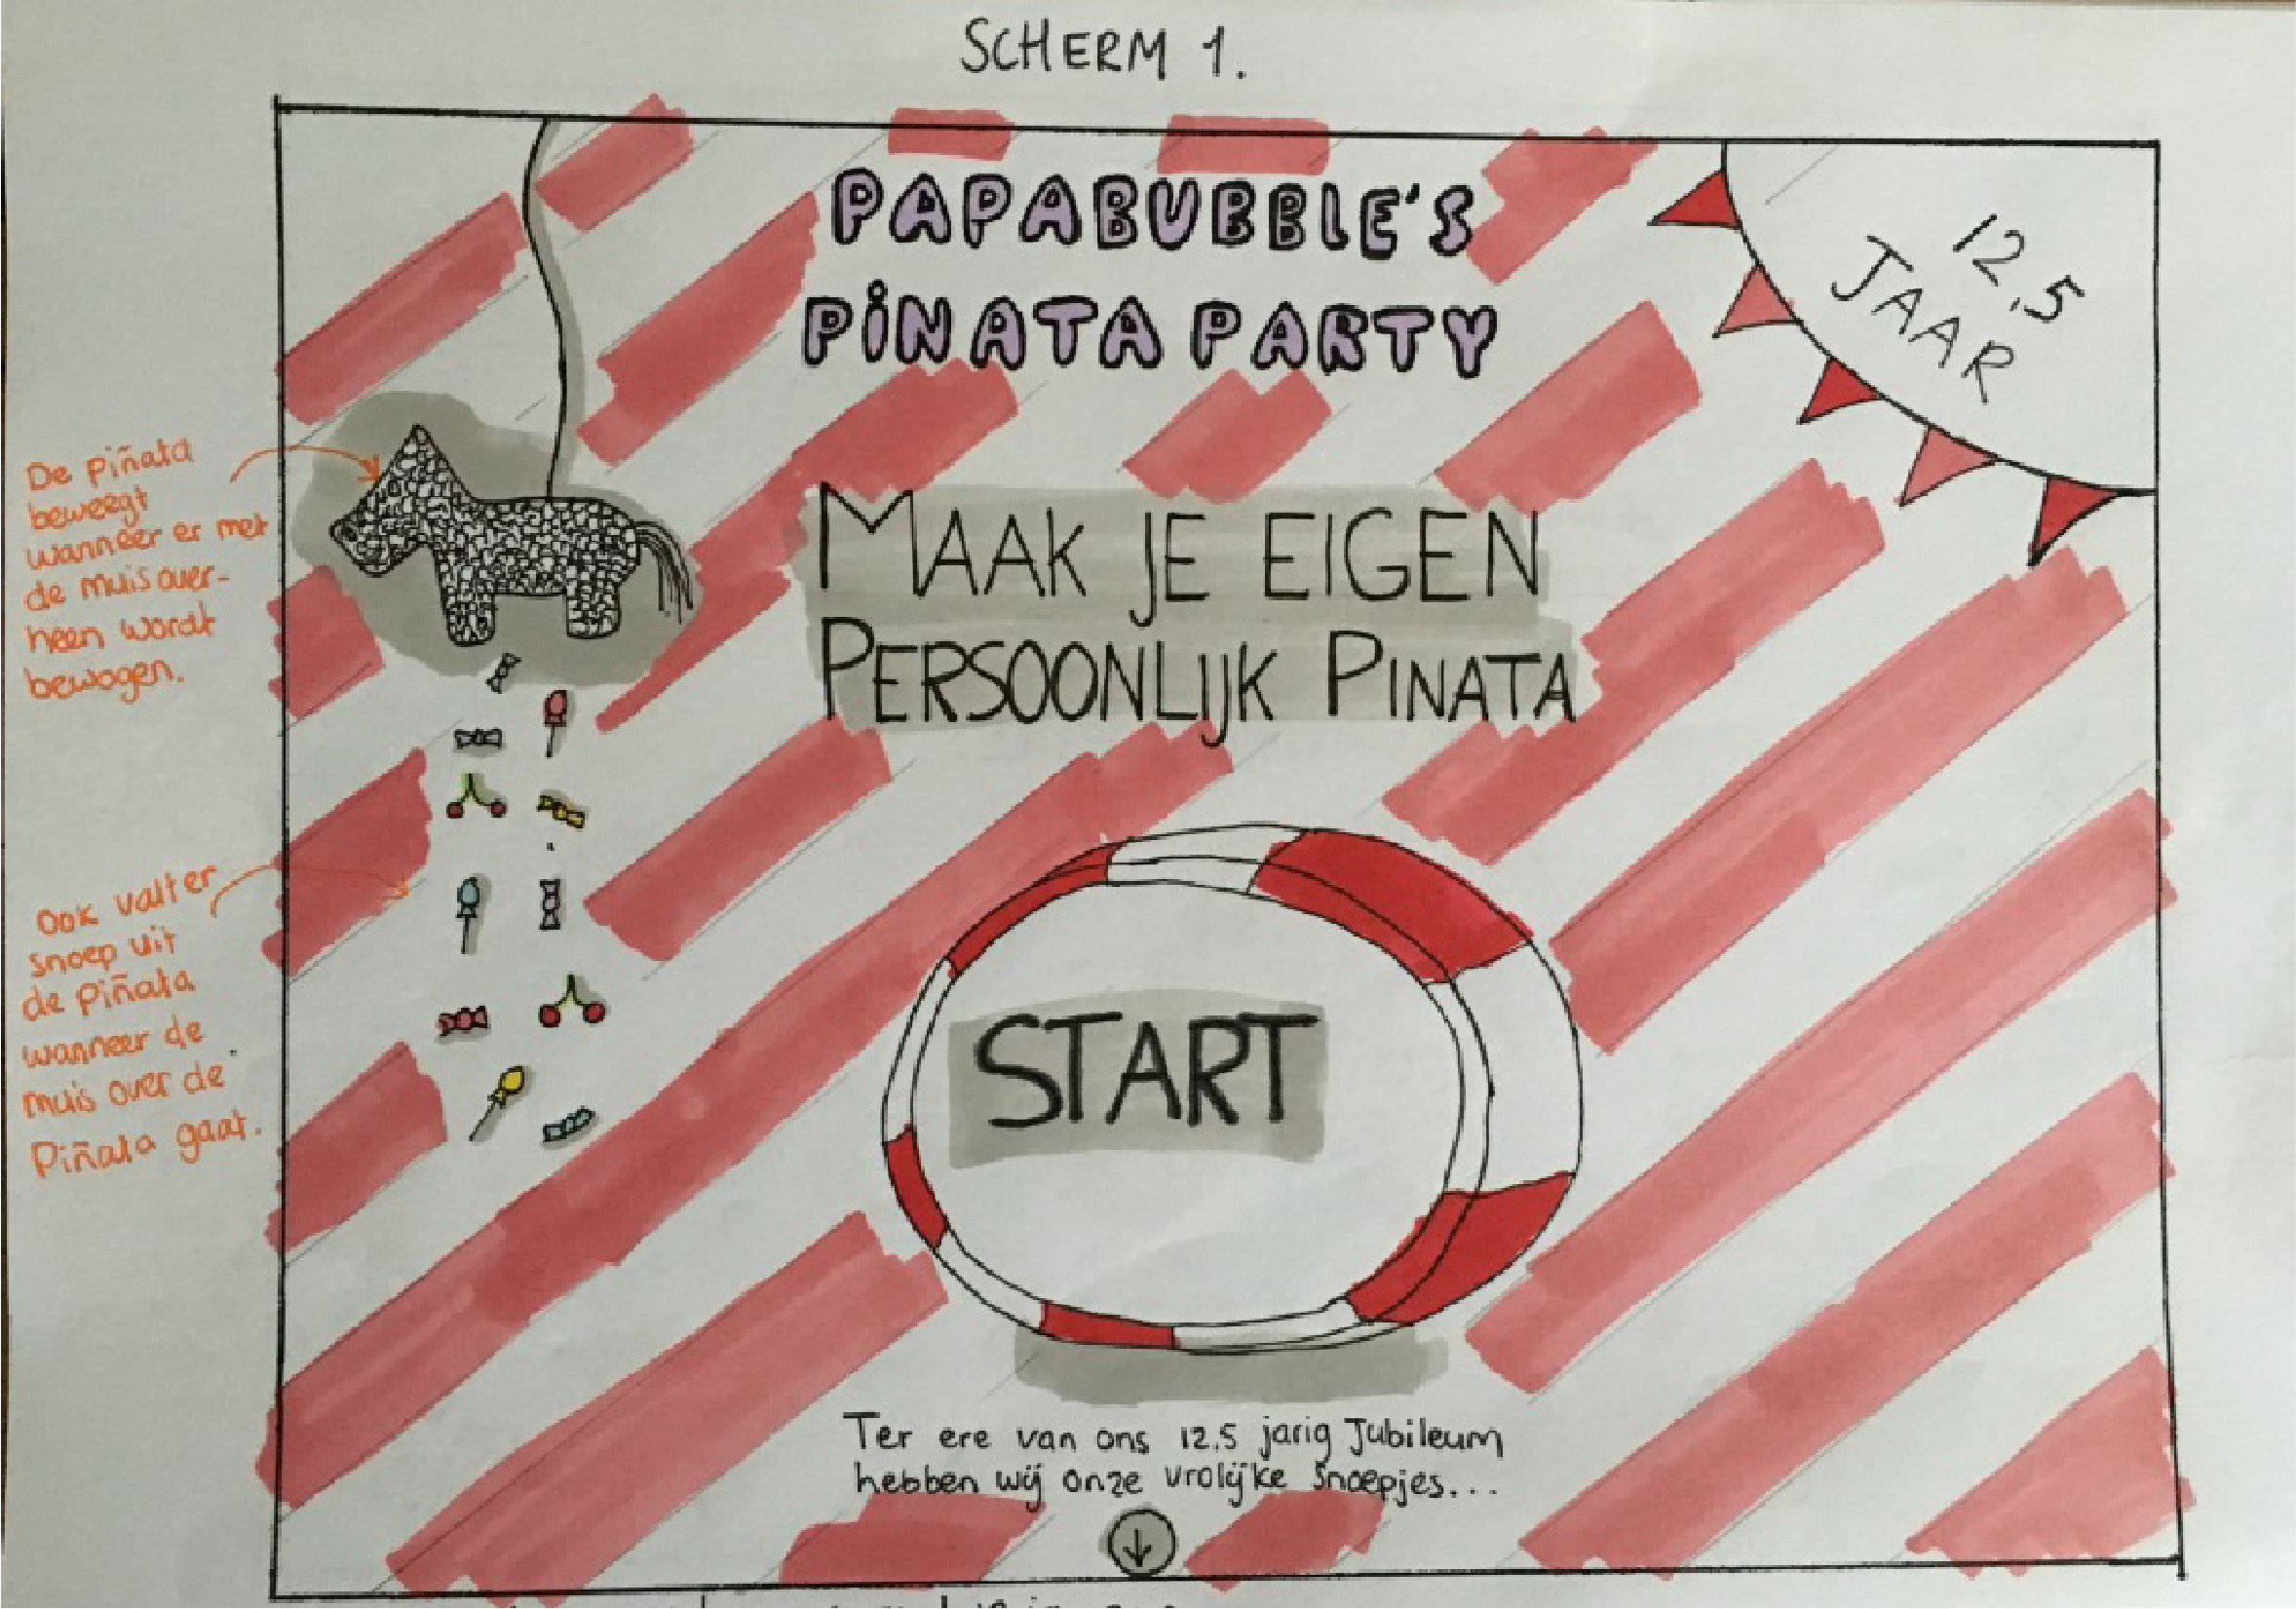 SCHERM 1.
PAPABUBBLE'S
PiNATA PARTY
12,5
JAAR
De piñata
beweegt
wanneer er met
de muis over-
heen wordt
bewogen.
MAAK JE EIGEN
PERSOONLIJK PINATA
Ook valt er
snoep uit
de piñata
wanneer de
muis over de
Piñata gaat.
START
Ter ere van ons 12,5 jarig Jubileum
hebben wij onze vrolijke snoepjes...